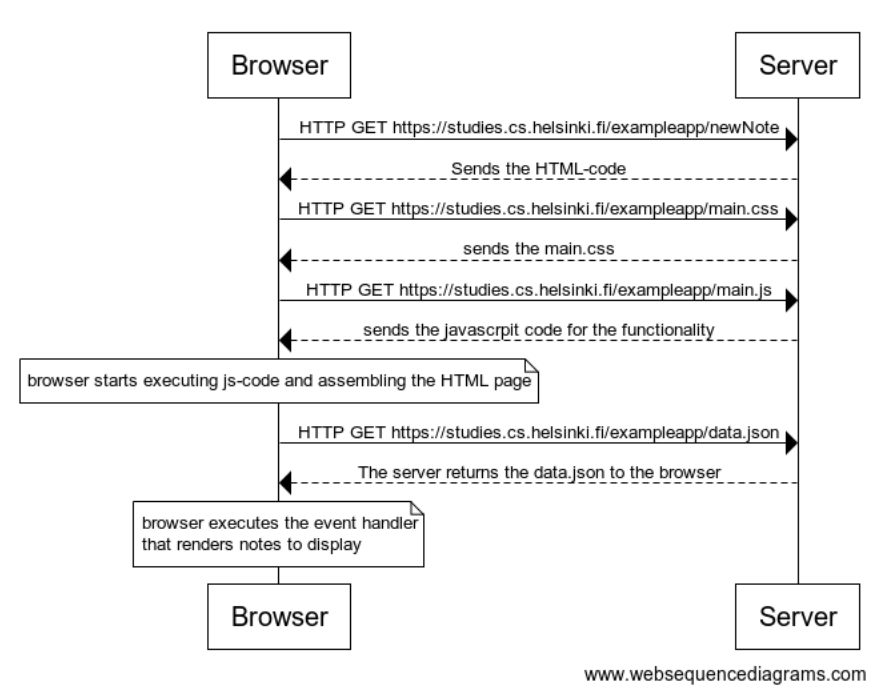 Browser
Server
HTTP GET https://studies.cs.helsinki.fi/exampleapp/newNote
Sends the HTML-code
HTTP GET https://studies.cs.helsinki.fi/exampleapp/main.css
sends the main.css
HTTP GET https://studies.cs.helsinki.fi/exampleapp/main.js
sends the javascrpit code for the functionality
browser starts executing js-code and assembling the HTML page
HTTP GET https://studies.cs.helsinki.fi/exampleapp/data.json
The server returns the data.json to the browser
browser executes the event handler
that renders notes to display
Browser
Server
www.websequencediagrams.com